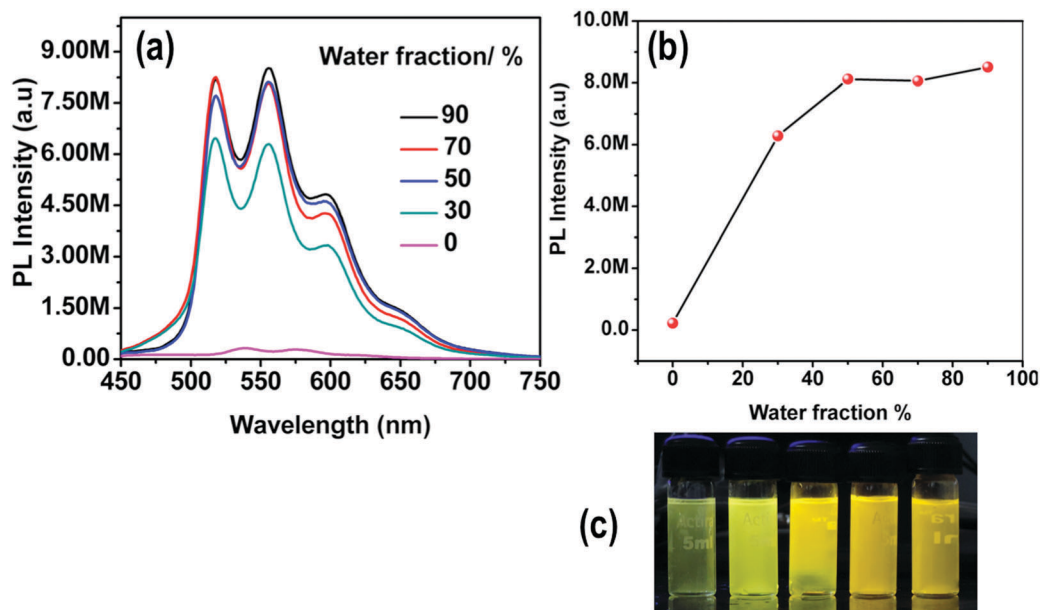 (a)
Water fraction/ %
90
70
50
30
0
PL Intensity (a.u)
9.00M
7.50M
6.00M
4.50M
3.00M
1.50M
0.00
450 500 550 600 650 700 750
Wavelength (nm)
(b)
PL Intensity (a.u)
10.0M
8.0M
6.0M
4.0M
2.0M
0.0
0 20 40 60 80 100
Water fraction %
(c)
5ml